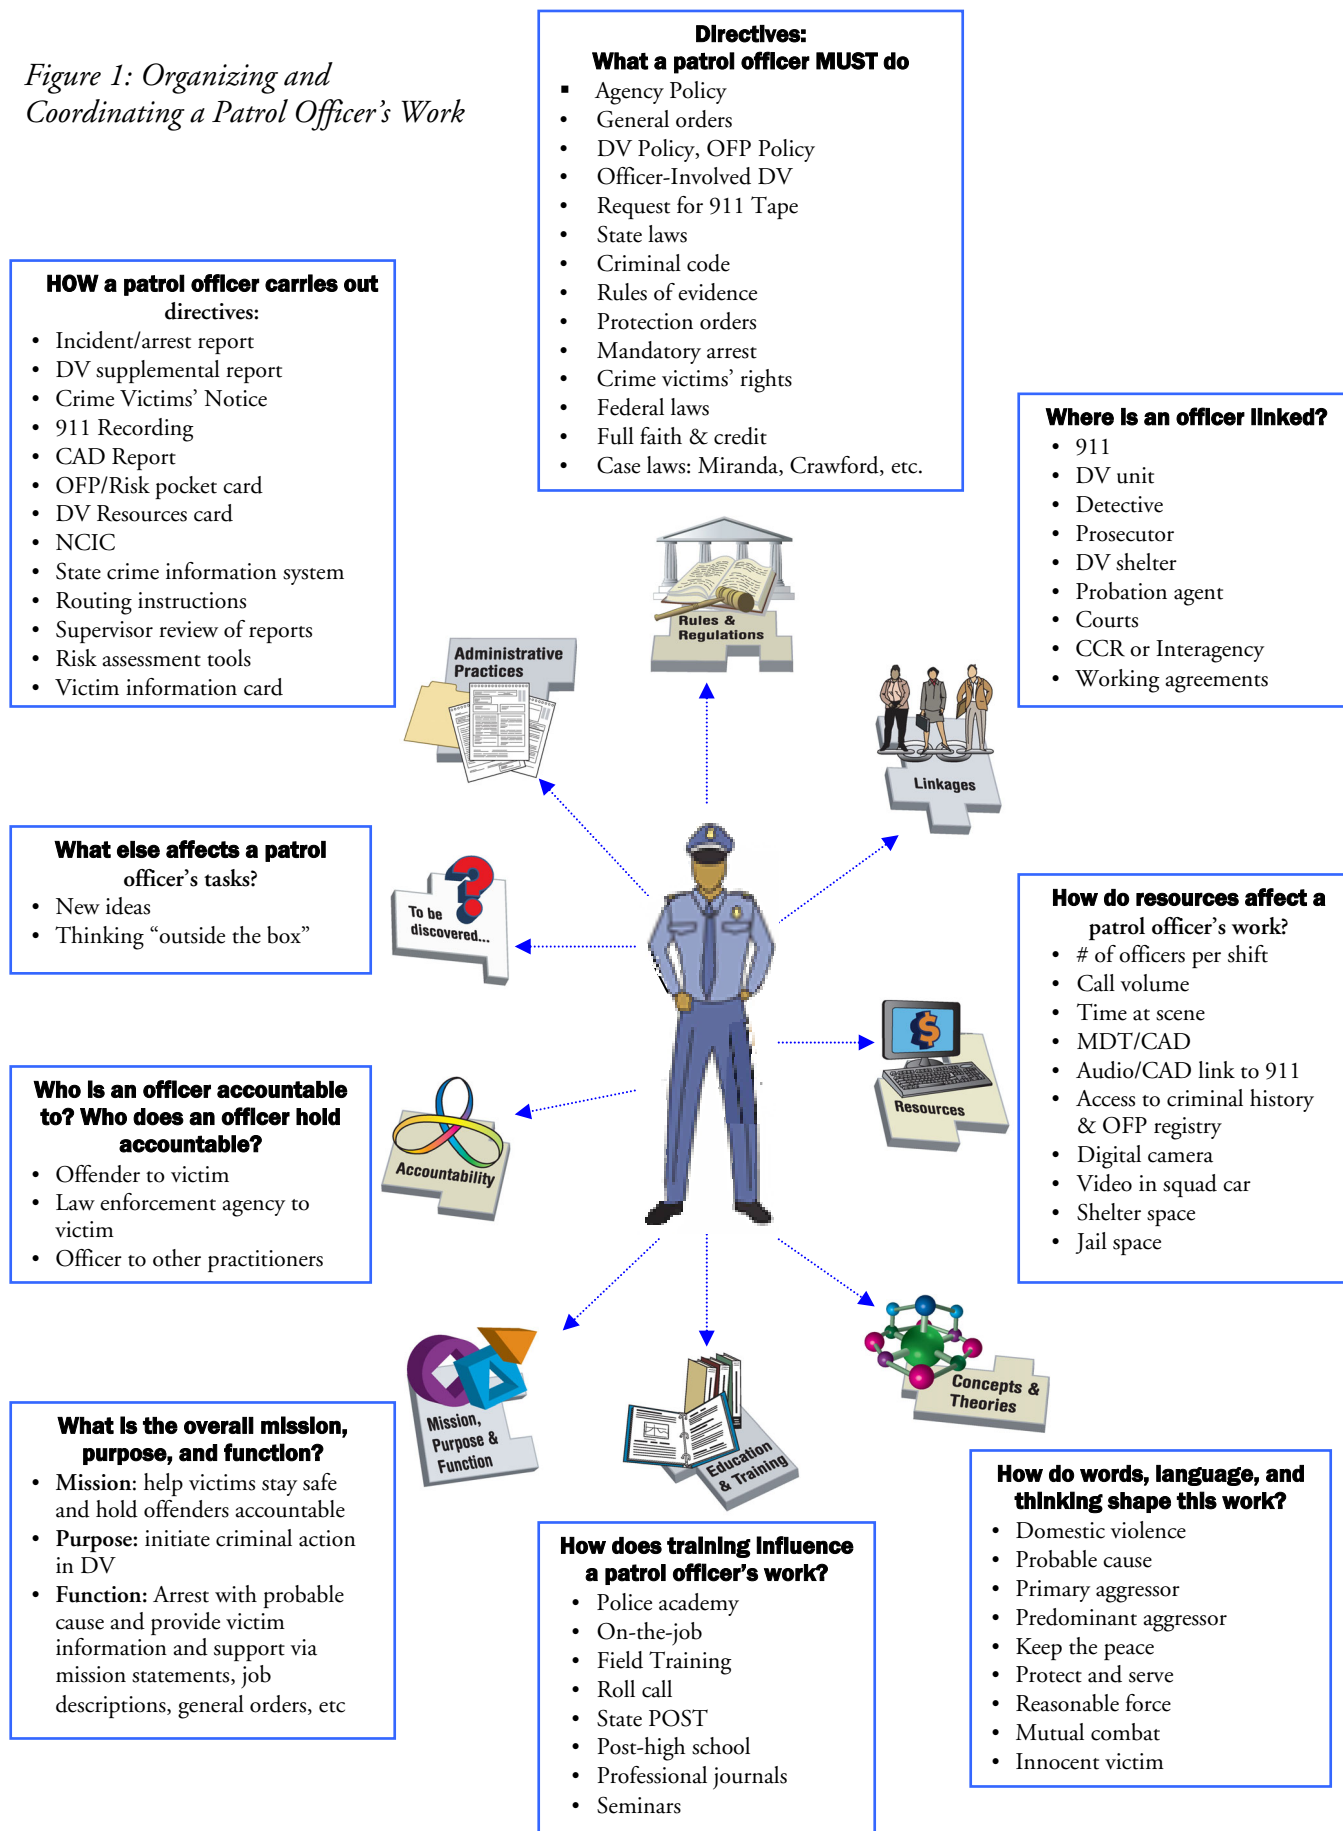 Figure 1: Organizing and
Coordinating a Patrol Officer's Work
Directives:
What a patrol officer MUST do
▪ Agency Policy
• General orders
• DV Policy, OFP Policy
• Officer-Involved DV
• Request for 911 Tape
• State laws
• Criminal code
• Rules of evidence
• Protection orders
• Mandatory arrest
• Crime victims' rights
• Federal laws
• Full faith & credit
• Case laws: Miranda, Crawford, etc.
HOW a patrol officer carries out
directives:
• Incident/arrest report
• DV supplemental report
• Crime Victims' Notice
• 911 Recording
• CAD Report
• OFP/Risk pocket card
• DV Resources card
• NCIC
• State crime information system
• Routing instructions
• Supervisor review of reports
• Risk assessment tools
• Victim information card
Where is an officer linked?
• 911
• DV unit
• Detective
• Prosecutor
• DV shelter
• Probation agent
• Courts
• CCR or Interagency
• Working agreements
Rules &
Regulations
Administrative
Practices
Linkages
What else affects a patrol
officer's tasks?
• New ideas
• Thinking “outside the box”
To be
discovered...
How do resources affect a
patrol officer's work?
• # of officers per shift
• Call volume
• Time at scene
• MDT/CAD
• Audio/CAD link to 911
• Access to criminal history
& OFP registry
• Digital camera
• Video in squad car
• Shelter space
• Jail space
$
Resources
Who is an officer accountable
to? Who does an officer hold
accountable?
• Offender to victim
• Law enforcement agency to
victim
• Officer to other practitioners
Accountability
Mission,
Purpose &
Function
Education
& Training
Concepts &
Theories
What is the overall mission,
purpose, and function?
• Mission: help victims stay safe
and hold offenders accountable
• Purpose: initiate criminal action
in DV
• Function: Arrest with probable
cause and provide victim
information and support via
mission statements, job
descriptions, general orders, etc
How does training influence
a patrol officer's work?
• Police academy
• On-the-job
• Field Training
• Roll call
• State POST
• Post-high school
• Professional journals
• Seminars
How do words, language, and
thinking shape this work?
• Domestic violence
• Probable cause
• Primary aggressor
• Predominant aggressor
• Keep the peace
• Protect and serve
• Reasonable force
• Mutual combat
• Innocent victim